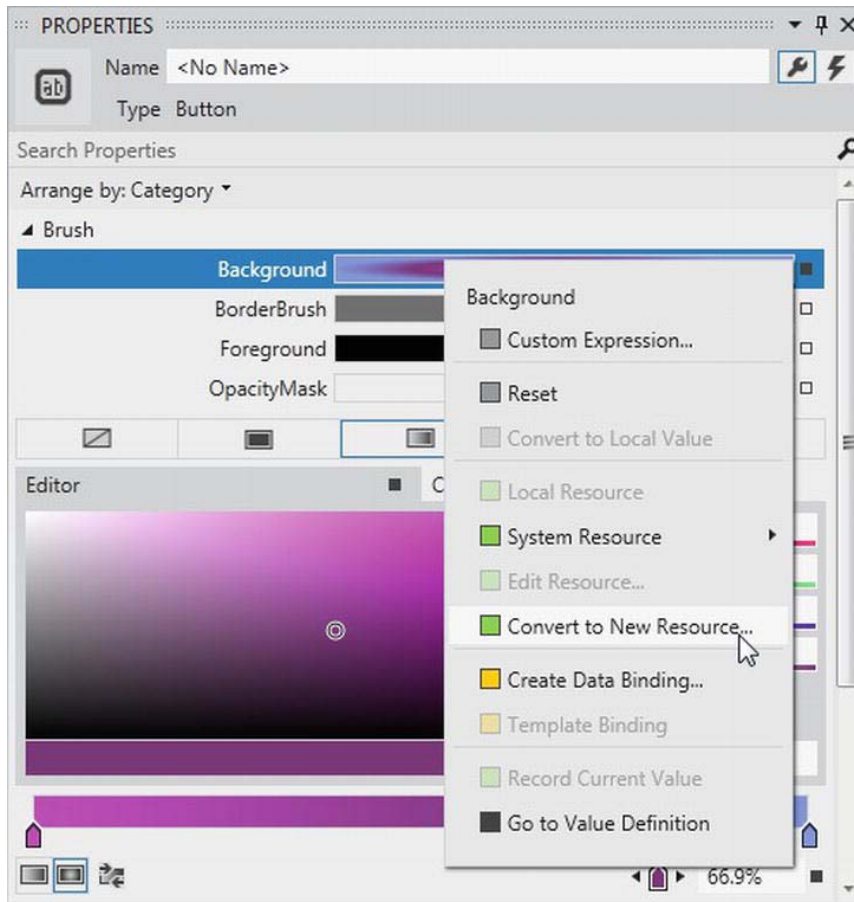 PROPERTIES
Name <No Name>
Type Button
Search Properties
Arrange by: Category
Brush
Background
BorderBrush
Foreground
OpacityMask
Editor
Background
Custom Expression...
Reset
Convert to Local Value
Local Resource
System Resource
Edit Resource...
Convert to New Resource...
Create Data Binding...
Template Binding
Record Current Value
Go to Value Definition
66.9%